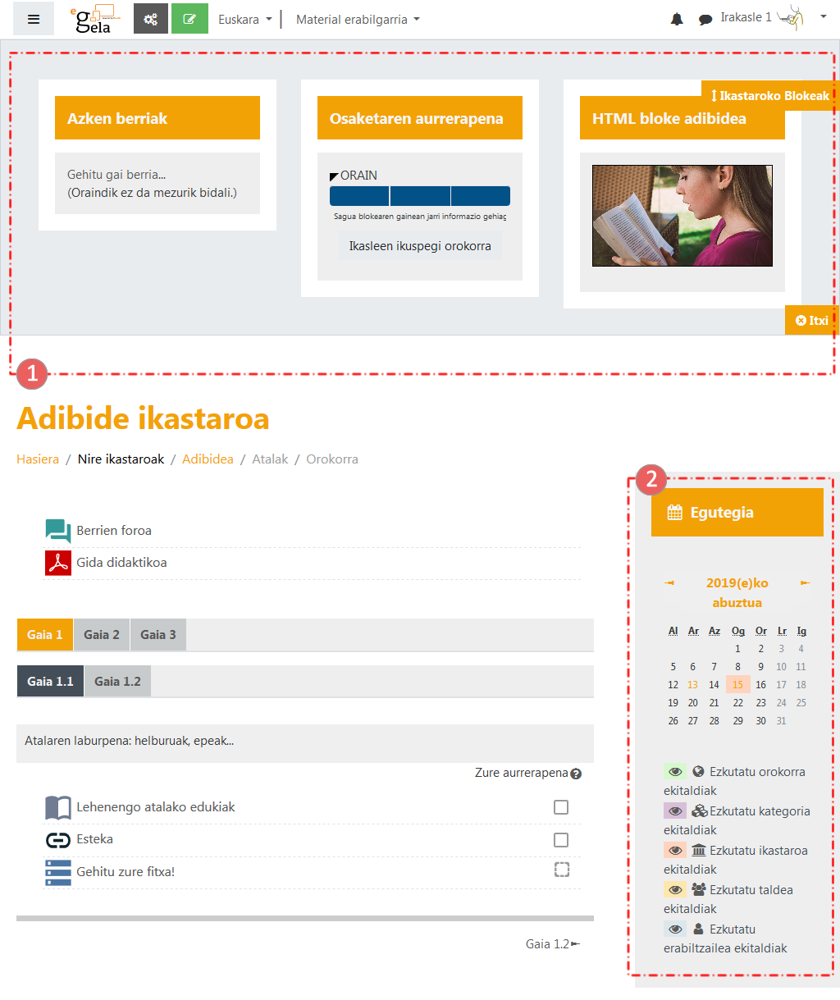 eGela
Euskara
Material erabilgarria
Irakasle 1
Ikastaroko Blokeak
Azken berriak
Osaketaren aurrerapena
HTML bloke adibidea
Gehitu gai berria...
(Oraindik ez da mezurik bidali.)
ORAIN
Sagua blokearen gainean jarri informazio gehiag
Ikasleen ikuspegi orokorra
Itxi
1
Adibide ikastaroa
Hasiera / Nire ikastaroak / Adibidea / Atalak / Orokorra
Berrien foroa
Gida didaktikoa
Gaia 1 Gaia 2 Gaia 3
Gaia 1.1 Gaia 1.2
Atalaren laburpena: helburuak, epeak...
Zure aurrerapena
Lehenengo atalako edukiak
Esteka
Gehitu zure fitxa!
Gaia 1.2►
2
Egutegia
◄ 2019(e)ko ►
abuztua
Al Ar Az Og Or Lr Ig
1 2 3 4
5 6 7 8 9 10 11
12 13 14 15 16 17 18
19 20 21 22 23 24 25
26 27 28 29 30 31
Ezkutatu orokorra
ekitaldiak
Ezkutatu kategoria
ekitaldiak
Ezkutatu ikastaroa
ekitaldiak
Ezkutatu taldea
ekitaldiak
Ezkutatu
erabiltzailea ekitaldiak